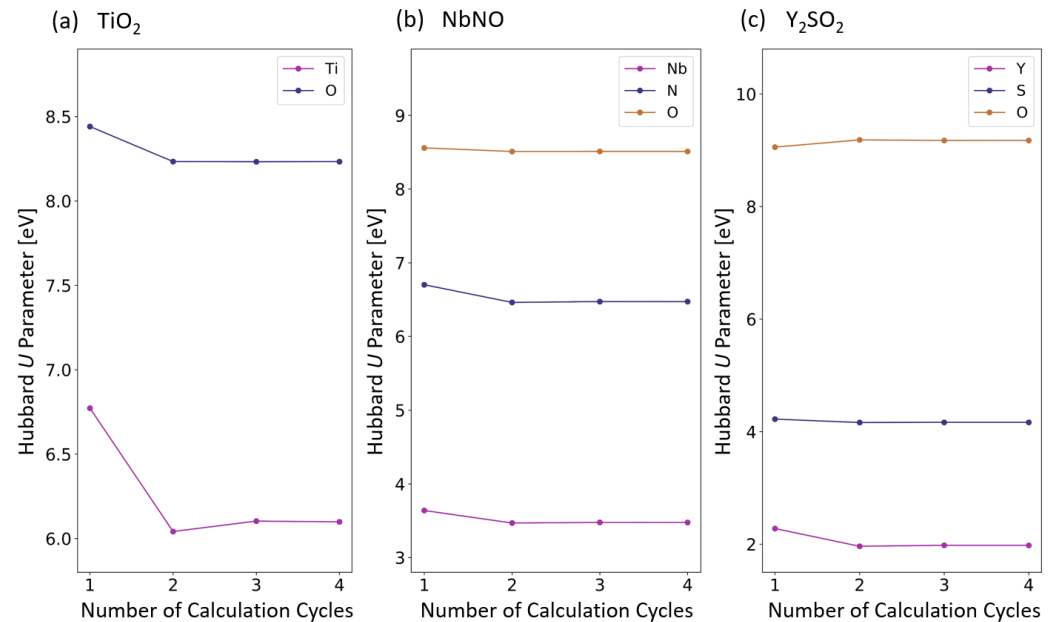 (a) TiO₂
Ti
O
8.5
8.0
7.5
7.0
6.5
6.0
Hubbard U Parameter [eV]
1 2 3 4
Number of Calculation Cycles
(b) NbNO
Nb
N
O
9
8
7
6
5
4
3
Hubbard U Parameter [eV]
1 2 3 4
Number of Calculation Cycles
(c) Y₂SO₂
Y
S
O
10
8
6
4
2
Hubbard U Parameter [eV]
1 2 3 4
Number of Calculation Cycles